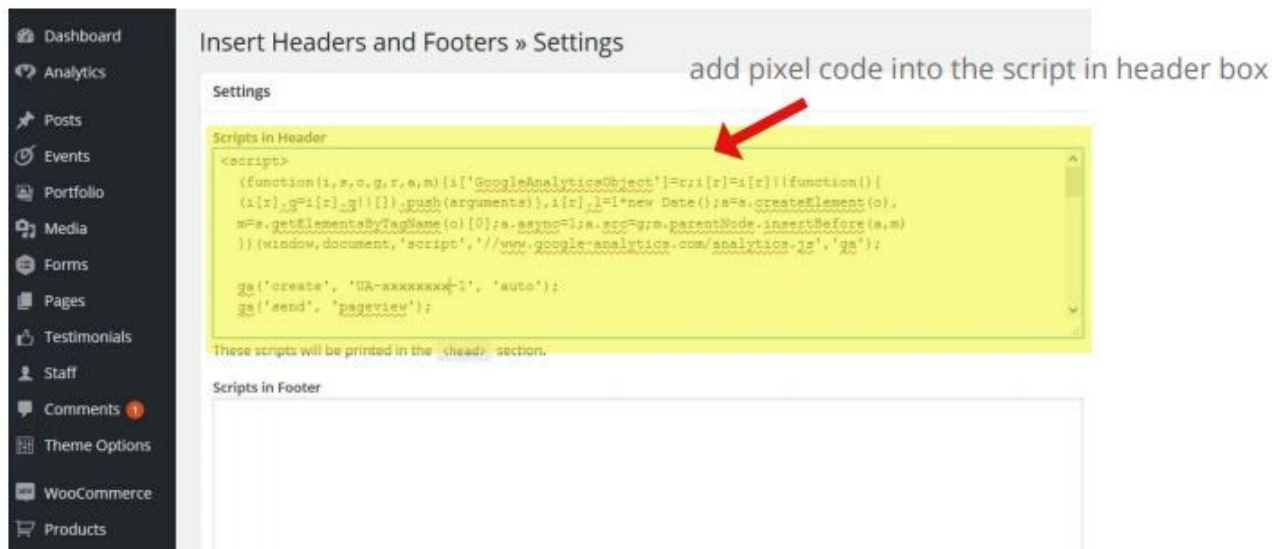 Dashboard
Analytics
Posts
Events
Portfolio
Media
Forms
Pages
Testimonials
Staff
Comments 1
Theme Options
WooCommerce
Products
Insert Headers and Footers » Settings
add pixel code into the script in header box
Settings
Scripts in Header
<script>
(function(i,s,o,g,r,a,m){i['GoogleAnalyticsObject']=r;i[r]=i[r]||function(){
(i[r].q=i[r].q||[]).push(arguments)},i[r].l=1*new Date();a=s.createElement(o),
m=s.getElementsByTagName(o)[0];a.async=1;a.src=g;m.parentNode.insertBefore(a,m)
})(window,document,'script','//www.google-analytics.com/analytics.js','ga');
ga('create', 'UA-xxxxxxxx-1', 'auto');
ga('send', 'pageview');
These scripts will be printed in the <head> section.
Scripts in Footer